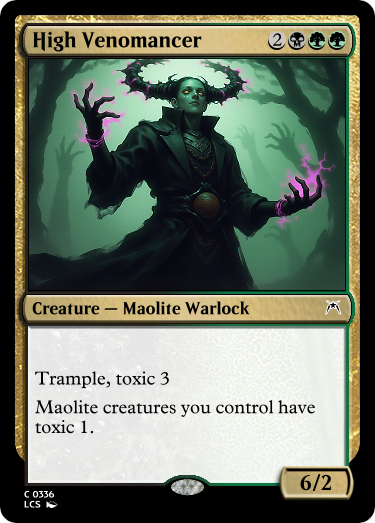 High Venomancer 2
Creature — Maolite Warlock
Trample, toxic 3
Maolite creatures you control have
toxic 1.
6/2
C 0336
LCS